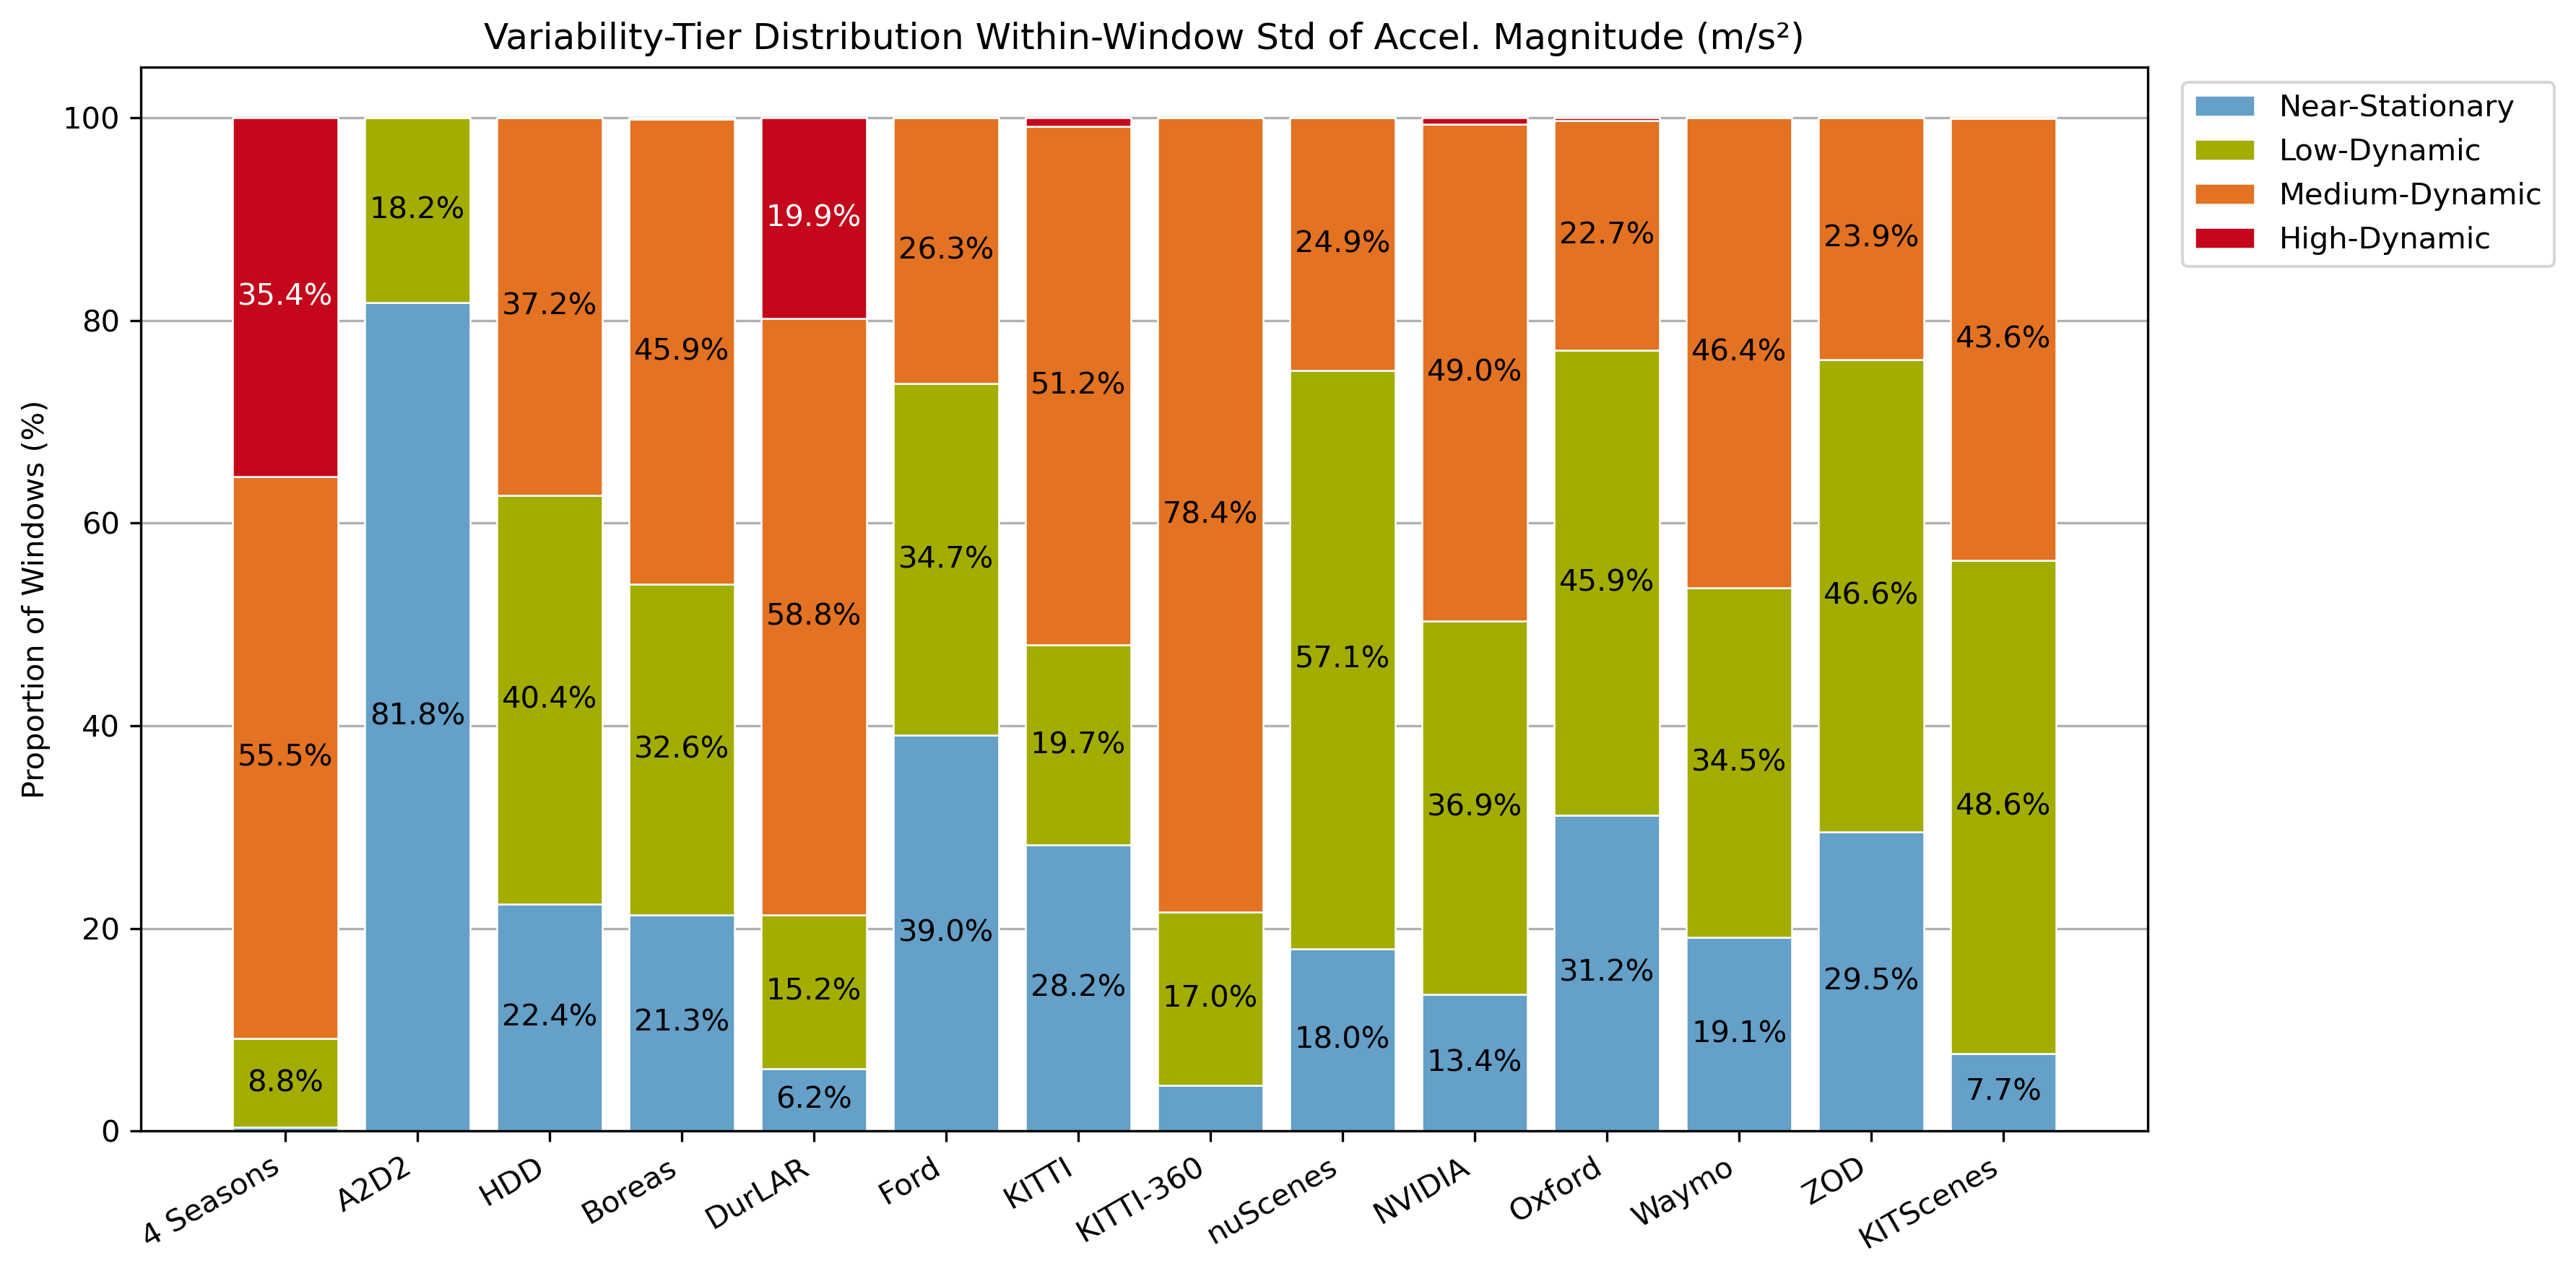 Variability-Tier Distribution Within-Window Std of Accel. Magnitude (m/s²)
Near-Stationary
Low-Dynamic
Medium-Dynamic
High-Dynamic
Proportion of Windows (%)
100
80
60
40
20
0
35.4%
55.5%
8.8%
18.2%
81.8%
37.2%
40.4%
22.4%
45.9%
32.6%
21.3%
19.9%
58.8%
15.2%
6.2%
26.3%
34.7%
39.0%
51.2%
19.7%
28.2%
78.4%
17.0%
24.9%
57.1%
18.0%
49.0%
36.9%
13.4%
22.7%
45.9%
31.2%
46.4%
34.5%
19.1%
23.9%
46.6%
29.5%
43.6%
48.6%
7.7%
4 Seasons
A2D2
HDD
Boreas
DurLAR
Ford
KITTI
KITTI-360
nuScenes
NVIDIA
Oxford
Waymo
ZOD
KITScenes